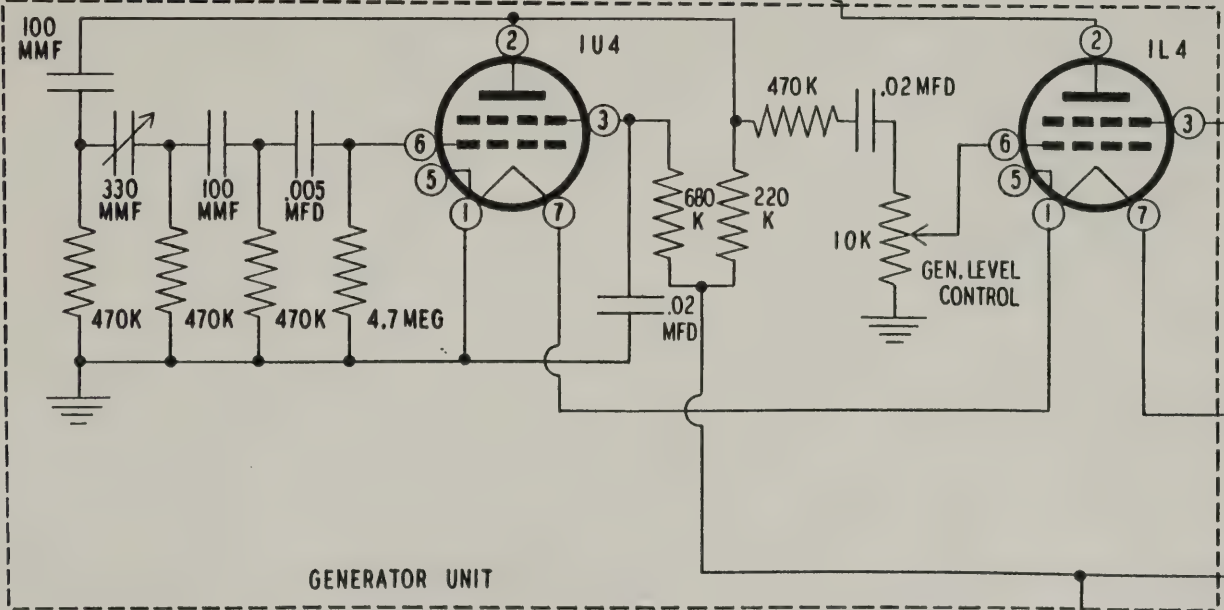 100
MMF
2
1U4
2
1L4
470K
.02MFD
3
3
6
6
5
5
330
MMF
100
MMF
.005
MFD
680
K
220
K
1
7
1
7
10K
GEN. LEVEL
CONTROL
470K
470K
470K
4.7 MEG
.02
MFD
GENERATOR UNIT